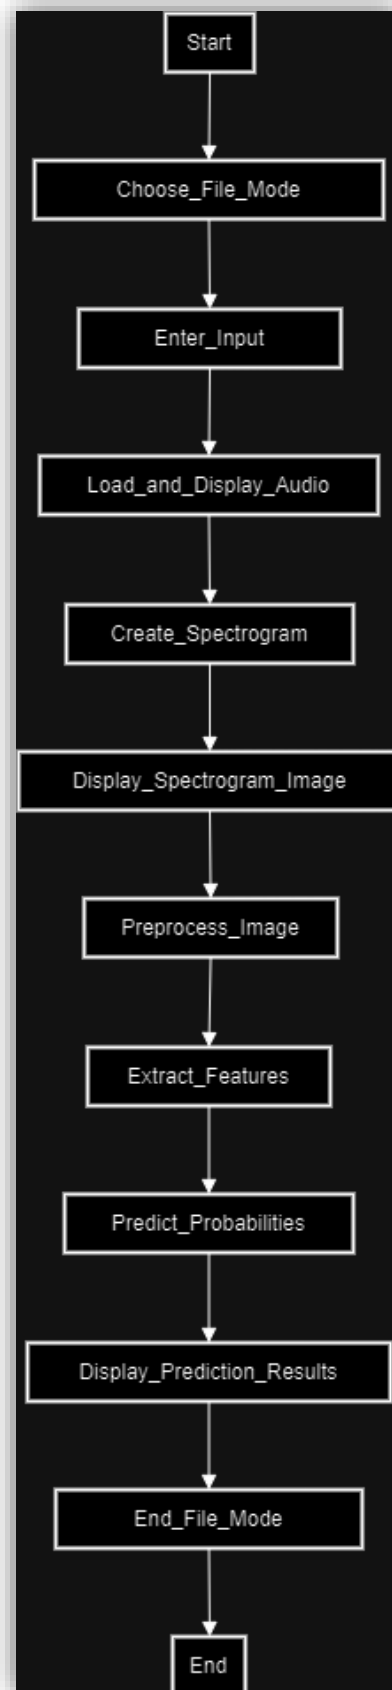 Start
Choose_File_Mode
Enter_Input
Load_and_Display_Audio
Create_Spectrogram
Display_Spectrogram_Image
Preprocess_Image
Extract_Features
Predict_Probabilities
Display_Prediction_Results
End_File_Mode
End